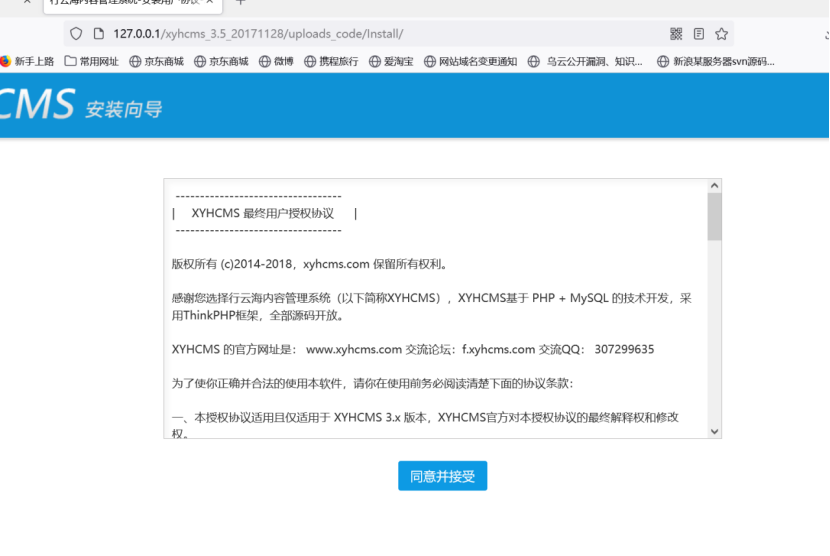 行云海内容管理系统-安装用户协议
127.0.0.1/xyhcms_3.5_20171128/uploads_code/Install/
新手上路 常用网址 京东商城 京东商城 微博 携程旅行 爱淘宝 网站域名变更通知 乌云公开漏洞、知识... 新浪某服务器svn源码...
CMS 安装向导
----------------------------------
| XYHCMS 最终用户授权协议 |
----------------------------------
版权所有 (c)2014-2018，xyhcms.com 保留所有权利。
感谢您选择行云海内容管理系统（以下简称XYHCMS），XYHCMS基于 PHP + MySQL 的技术开发，采
用ThinkPHP框架，全部源码开放。
XYHCMS 的官方网址是： www.xyhcms.com 交流论坛：f.xyhcms.com 交流QQ： 307299635
为了使你正确并合法的使用本软件，请你在使用前务必阅读清楚下面的协议条款：
一、本授权协议适用且仅适用于 XYHCMS 3.x 版本，XYHCMS官方对本授权协议的最终解释权和修改
权。
同意并接受